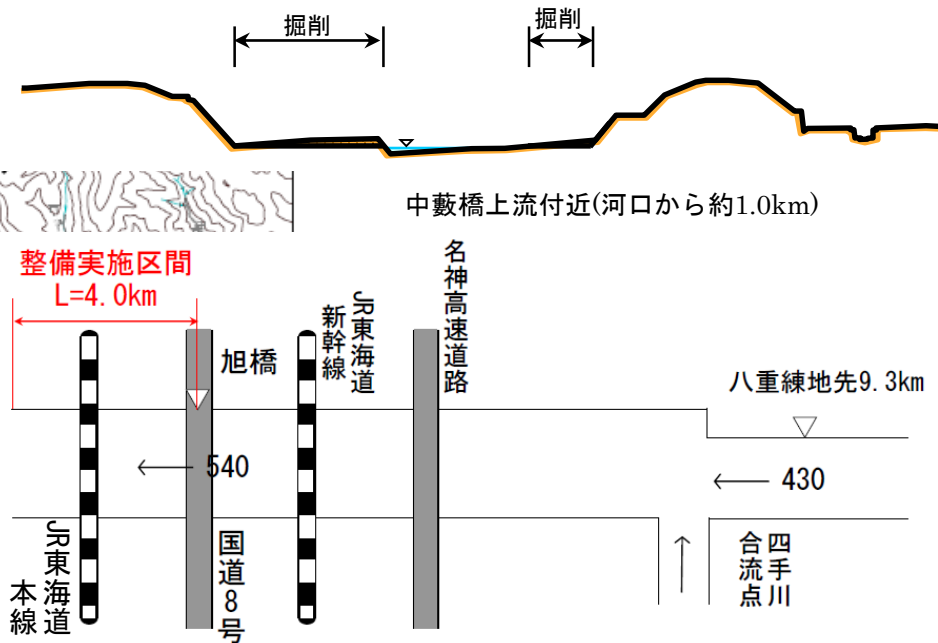 掘削
掘削
中藪橋上流付近(河口から約1.0km)
整備実施区間
L=4.0km
旭橋
JR東海道
新幹線
名神高速道路
八重練地先9.3km
540
430
JR東海道
本線
国道8号
四手川
合流点